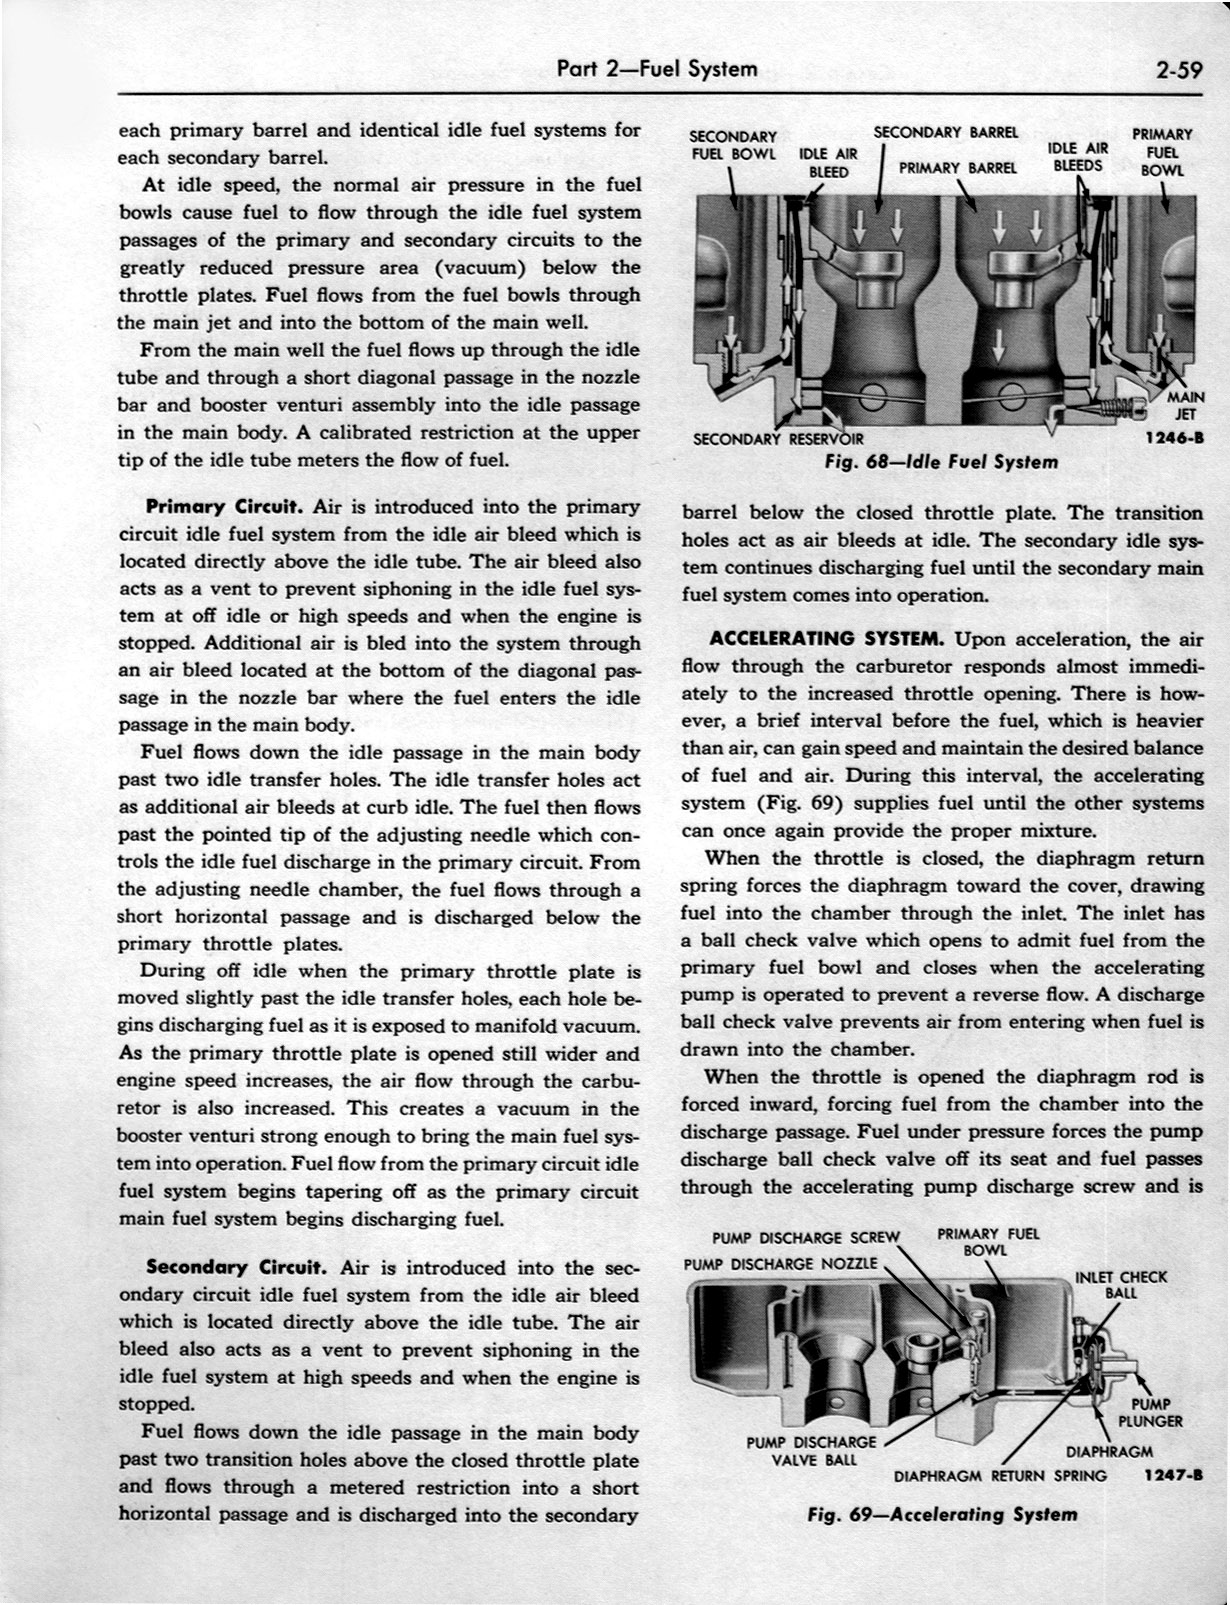 Part 2—Fuel System
2-59
each primary barrel and identical idle fuel systems for
each secondary barrel.
At idle speed, the normal air pressure in the fuel
bowls cause fuel to flow through the idle fuel system
passages of the primary and secondary circuits to the
greatly reduced pressure area (vacuum) below the
throttle plates. Fuel flows from the fuel bowls through
the main jet and into the bottom of the main well.
From the main well the fuel flows up through the idle
tube and through a short diagonal passage in the nozzle
bar and booster venturi assembly into the idle passage
in the main body. A calibrated restriction at the upper
tip of the idle tube meters the flow of fuel.
Primary Circuit. Air is introduced into the primary
circuit idle fuel system from the idle air bleed which is
located directly above the idle tube. The air bleed also
acts as a vent to prevent siphoning in the idle fuel sys-
tem at off idle or high speeds and when the engine is
stopped. Additional air is bled into the system through
an air bleed located at the bottom of the diagonal pas-
sage in the nozzle bar where the fuel enters the idle
passage in the main body.
Fuel flows down the idle passage in the main body
past two idle transfer holes. The idle transfer holes act
as additional air bleeds at curb idle. The fuel then flows
past the pointed tip of the adjusting needle which con-
trols the idle fuel discharge in the primary circuit. From
the adjusting needle chamber, the fuel flows through a
short horizontal passage and is discharged below the
primary throttle plates.
During off idle when the primary throttle plate is
moved slightly past the idle transfer holes, each hole be-
gins discharging fuel as it is exposed to manifold vacuum.
As the primary throttle plate is opened still wider and
engine speed increases, the air flow through the carbu-
retor is also increased. This creates a vacuum in the
booster venturi strong enough to bring the main fuel sys-
tem into operation. Fuel flow from the primary circuit idle
fuel system begins tapering off as the primary circuit
main fuel system begins discharging fuel.
Secondary Circuit. Air is introduced into the sec-
ondary circuit idle fuel system from the idle air bleed
which is located directly above the idle tube. The air
bleed also acts as a vent to prevent siphoning in the
idle fuel system at high speeds and when the engine is
stopped.
Fuel flows down the idle passage in the main body
past two transition holes above the closed throttle plate
and flows through a metered restriction into a short
horizontal passage and is discharged into the secondary
SECONDARY
FUEL BOWL
IDLE AIR
BLEED
SECONDARY BARREL
PRIMARY BARREL
IDLE AIR
BLEEDS
PRIMARY
FUEL
BOWL
MAIN
JET
SECONDARY RESERVOIR
1246-B
Fig. 68—Idle Fuel System
barrel below the closed throttle plate. The transition
holes act as air bleeds at idle. The secondary idle sys-
tem continues discharging fuel until the secondary main
fuel system comes into operation.
ACCELERATING SYSTEM. Upon acceleration, the air
flow through the carburetor responds almost immedi-
ately to the increased throttle opening. There is how-
ever, a brief interval before the fuel, which is heavier
than air, can gain speed and maintain the desired balance
of fuel and air. During this interval, the accelerating
system (Fig. 69) supplies fuel until the other systems
can once again provide the proper mixture.
When the throttle is closed, the diaphragm return
spring forces the diaphragm toward the cover, drawing
fuel into the chamber through the inlet. The inlet has
a ball check valve which opens to admit fuel from the
primary fuel bowl and closes when the accelerating
pump is operated to prevent a reverse flow. A discharge
ball check valve prevents air from entering when fuel is
drawn into the chamber.
When the throttle is opened the diaphragm rod is
forced inward, forcing fuel from the chamber into the
discharge passage. Fuel under pressure forces the pump
discharge ball check valve off its seat and fuel passes
through the accelerating pump discharge screw and is
PUMP DISCHARGE SCREW
PUMP DISCHARGE NOZZLE
PRIMARY FUEL
BOWL
INLET CHECK
BALL
PUMP
PLUNGER
PUMP DISCHARGE
VALVE BALL
DIAPHRAGM
DIAPHRAGM RETURN SPRING
1247-B
Fig. 69—Accelerating System